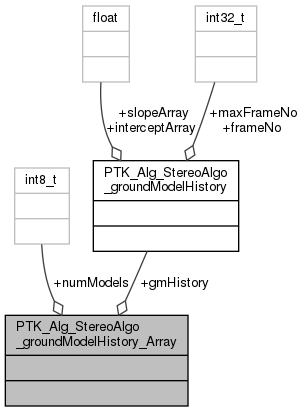 float
int32_t
+slopeArray
+interceptArray
+maxFrameNo
+frameNo
PTK_Alg_StereoAlgo
_groundModelHistory
int8_t
+numModels
+gmHistory
PTK_Alg_StereoAlgo
_groundModelHistory_Array